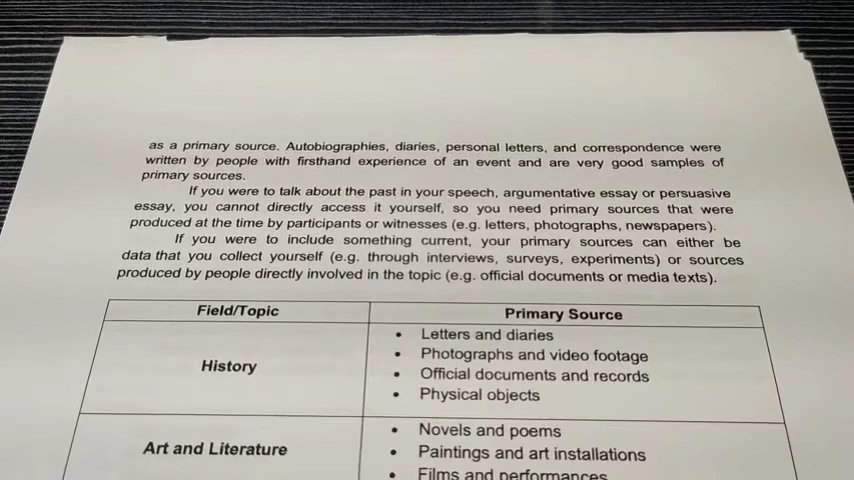 as a primary source. Autobiographies, diaries, personal letters, and correspondence were
written by people with firsthand experience of an event and are very good samples of
primary sources.
If you were to talk about the past in your speech, argumentative essay or persuasive
essay, you cannot directly access it yourself, so you need primary sources that were
produced at the time by participants or witnesses (e.g. letters, photographs, newspapers).
If you were to include something current, your primary sources can either be
data that you collect yourself (e.g. through interviews, surveys, experiments) or sources
produced by people directly involved in the topic (e.g. official documents or media texts).
Field/Topic
Primary Source
History
• Letters and diaries
• Photographs and video footage
• Official documents and records
• Physical objects
Art and Literature
• Novels and poems
• Paintings and art installations
• Films and performances